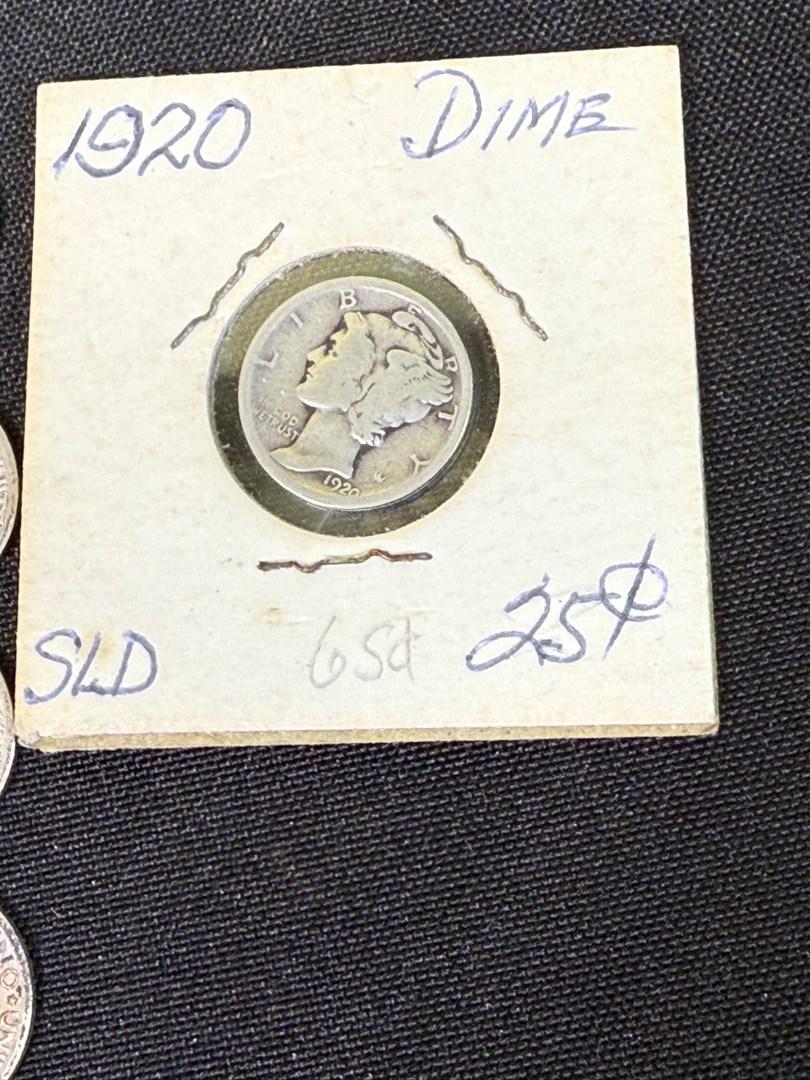 1920 DIME
LIBERTY
IN GOD
WE TRUST
1920
SLD 65¢ 25¢